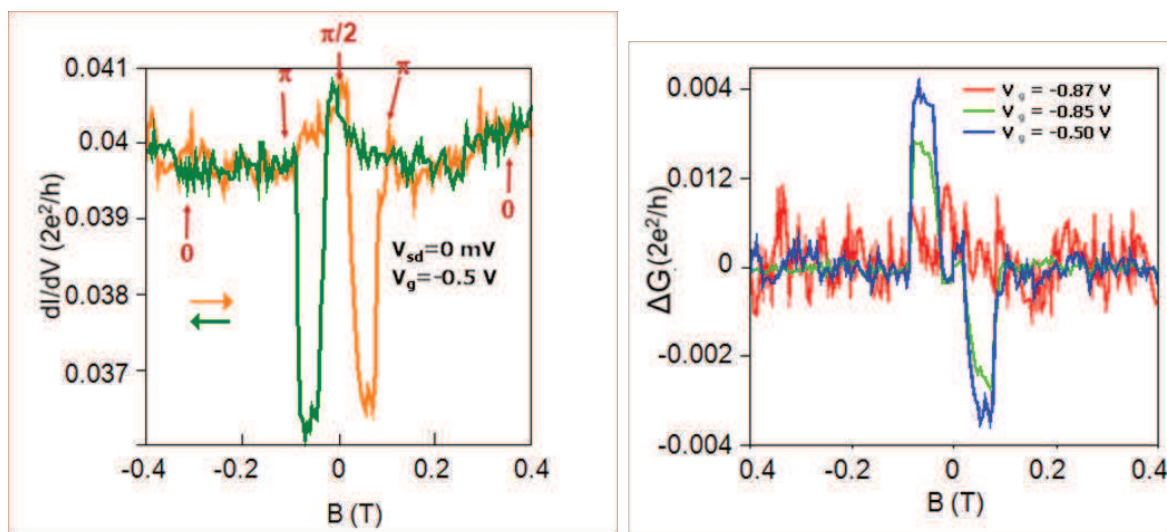 π/2
π
π
0.041
0.04
0.039
0.038
0.037
dI/dV (2e²/h)
0
0
V_sd=0 mV
V_g=-0.5 V
-0.4 -0.2 0 0.2 0.4
B (T)
0.004
0.012
0
-0.002
-0.004
ΔG (2e²/h)
V_g = -0.87 V
V_g = -0.85 V
V_g = -0.50 V
0.4 -0.2 0 0.2 0.4
B (T)